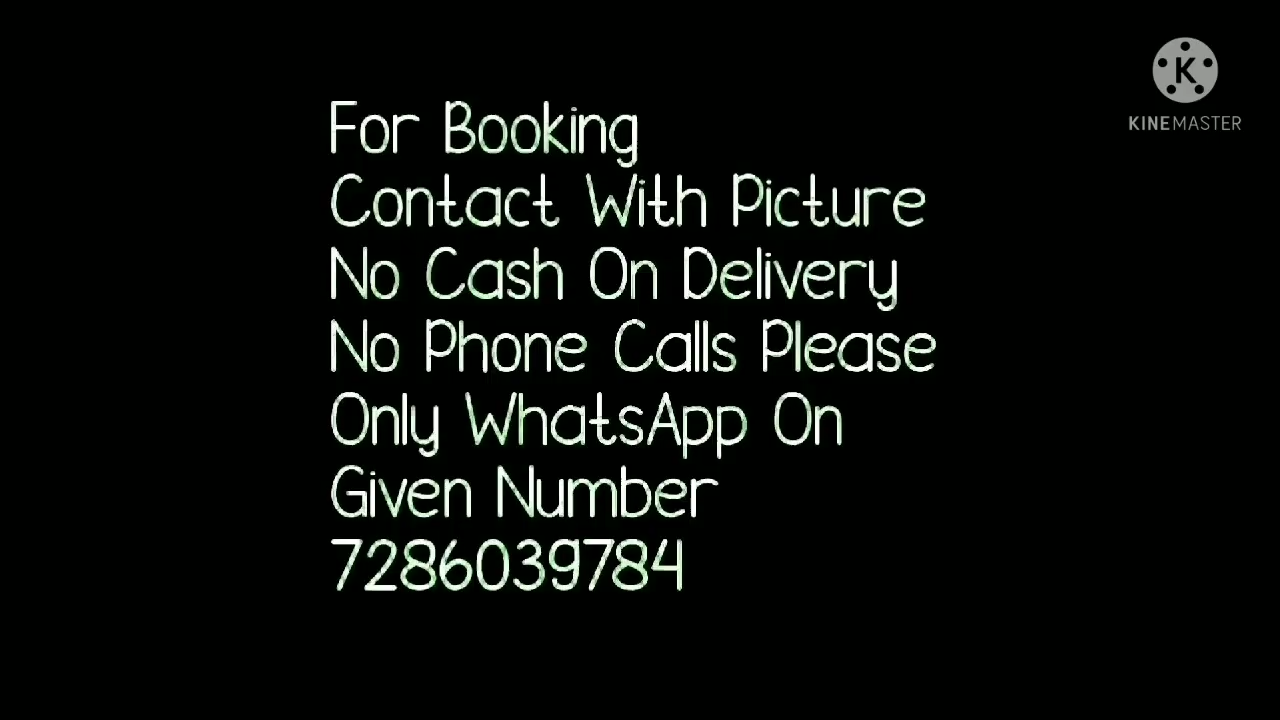 For Booking
Contact With Picture
No Cash On Delivery
No Phone Calls Please
Only WhatsApp On
Given Number
7286039784
K
KINEMASTER